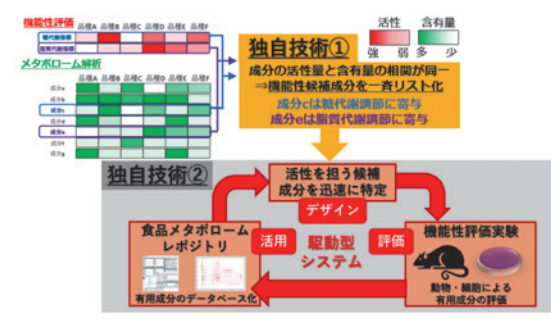 機能性評価
品種A 品種B 品種C 品種D 品種E 品種F
糖代謝指標
脂質代謝指標
メタボローム解析
品種A 品種B 品種C 品種D 品種E 品種F
成分a
成分b
成分c
成分d
成分e
成分f
成分g
活性 含有量
強 弱 多 少
独自技術①
成分の活性量と含有量の相関が同一
⇒機能性候補成分を一斉リスト化
成分cは糖代謝調節に寄与
成分eは脂質代謝調節に寄与
独自技術②
活性を担う候補
成分を迅速に特定
デザイン
食品メタボローム
レポジトリ
有用成分のデータベース化
活用
駆動型
システム
評価
機能性評価実験
動物・細胞による
有用成分の評価